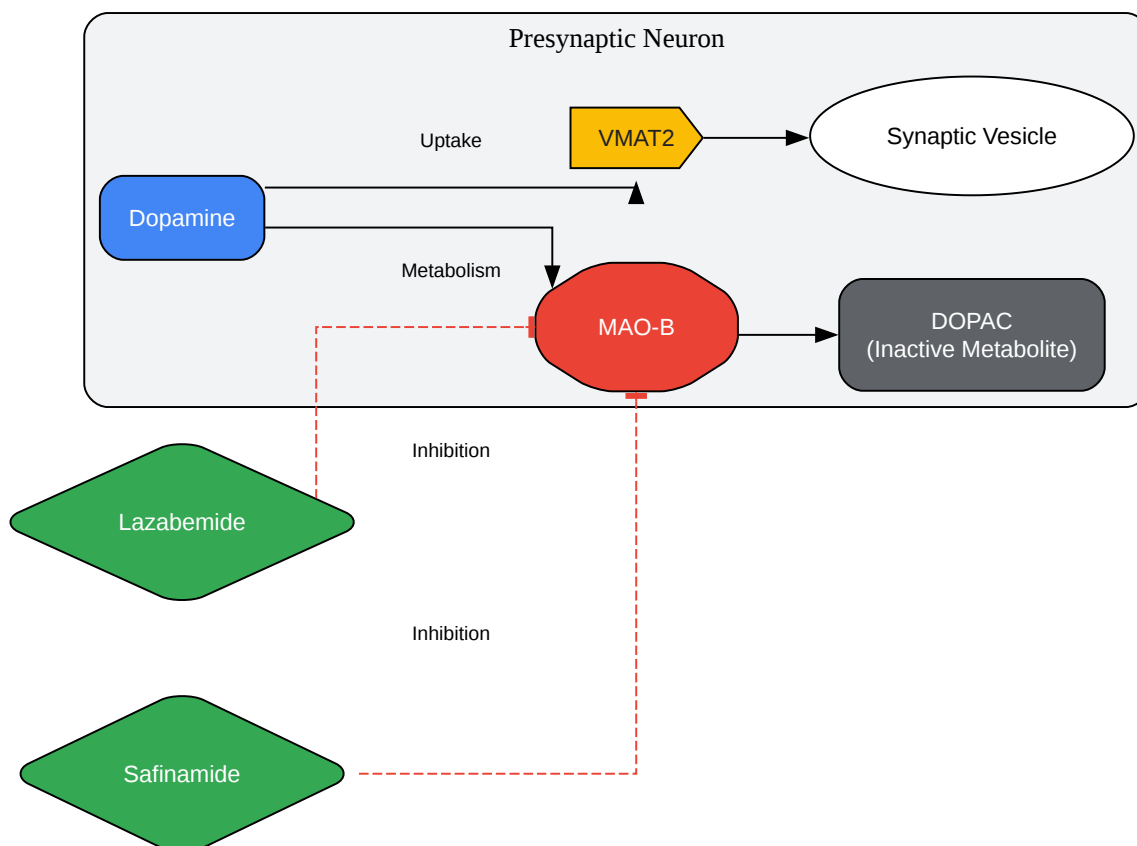 Presynaptic Neuron
Uptake
VMAT2
Synaptic Vesicle
Dopamine
Metabolism
MAO-B
DOPAC
(Inactive Metabolite)
Inhibition
Lazabemide
Inhibition
Safinamide